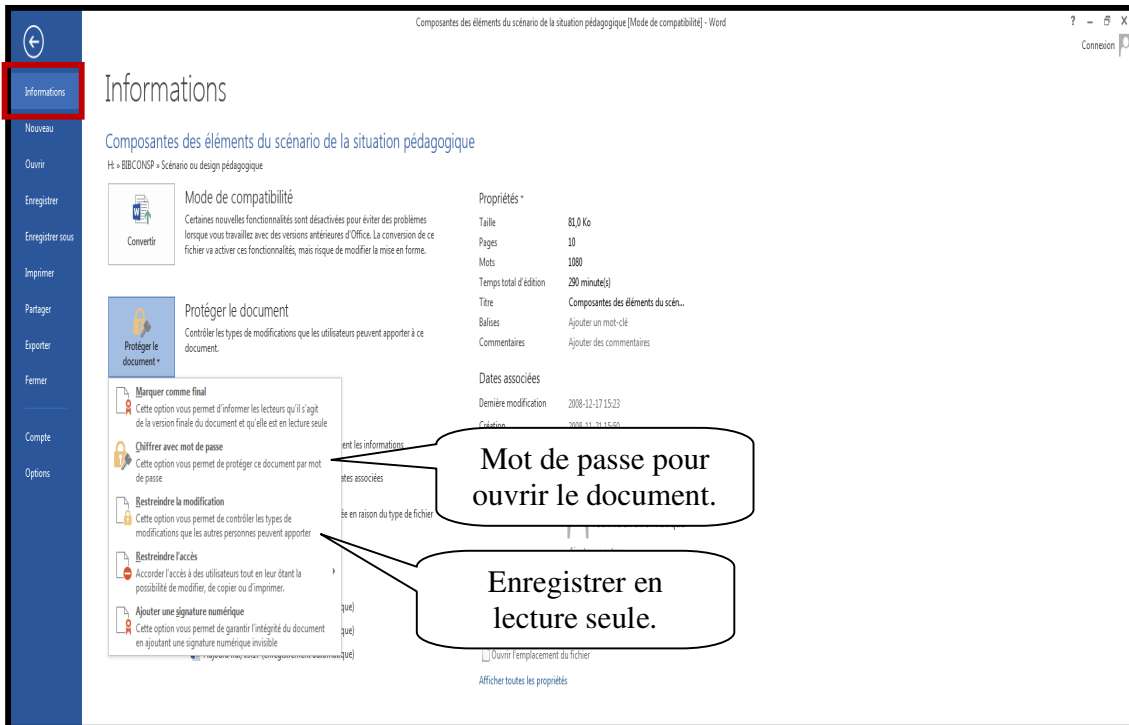 Composantes des éléments du scénario de la situation pédagogique [Mode de compatibilité] - Word
?
Connexion
Informations
Nouveau
Ouvrir
Enregistrer
Enregistrer sous
Imprimer
Partager
Exporter
Fermer
Compte
Options
Informations
Composantes des éléments du scénario de la situation pédagogique
H: » BIBCONSP » Scénario ou design pédagogique
Convertir
Mode de compatibilité
Certaines nouvelles fonctionnalités sont désactivées pour éviter des problèmes
lorsque vous travaillez avec des versions antérieures d'Office. La conversion de ce
fichier va activer ces fonctionnalités, mais risque de modifier la mise en forme.
Protéger le
document
Protéger le document
Contrôler les types de modifications que les utilisateurs peuvent apporter à ce
document.
Marquer comme final
Cette option vous permet d'informer les lecteurs qu'il s'agit
de la version finale du document et qu'elle est en lecture seule
Chiffrer avec mot de passe
Cette option vous permet de protéger ce document par mot
de passe
Restreindre la modification
Cette option vous permet de contrôler les types de
modifications que les autres personnes peuvent apporter
Restreindre l'accès
Accorder l'accès à des utilisateurs tout en leur ôtant la
possibilité de modifier, de copier ou d'imprimer.
Ajouter une signature numérique
Cette option vous permet de garantir l'intégrité du document
en ajoutant une signature numérique invisible
les informations
associées
en raison du type de fichier
Propriétés
Taille 81,0 Ko
Pages 10
Mots 1080
Temps total d'édition 290 minute(s)
Titre Composantes des éléments du scén...
Balises Ajouter un mot-clé
Commentaires Ajouter des commentaires
Dates associées
Dernière modification 2008-12-17 15:23
Mot de passe pour
ouvrir le document.
Enregistrer en
lecture seule.
Ouvrir l'emplacement du fichier
Afficher toutes les propriétés